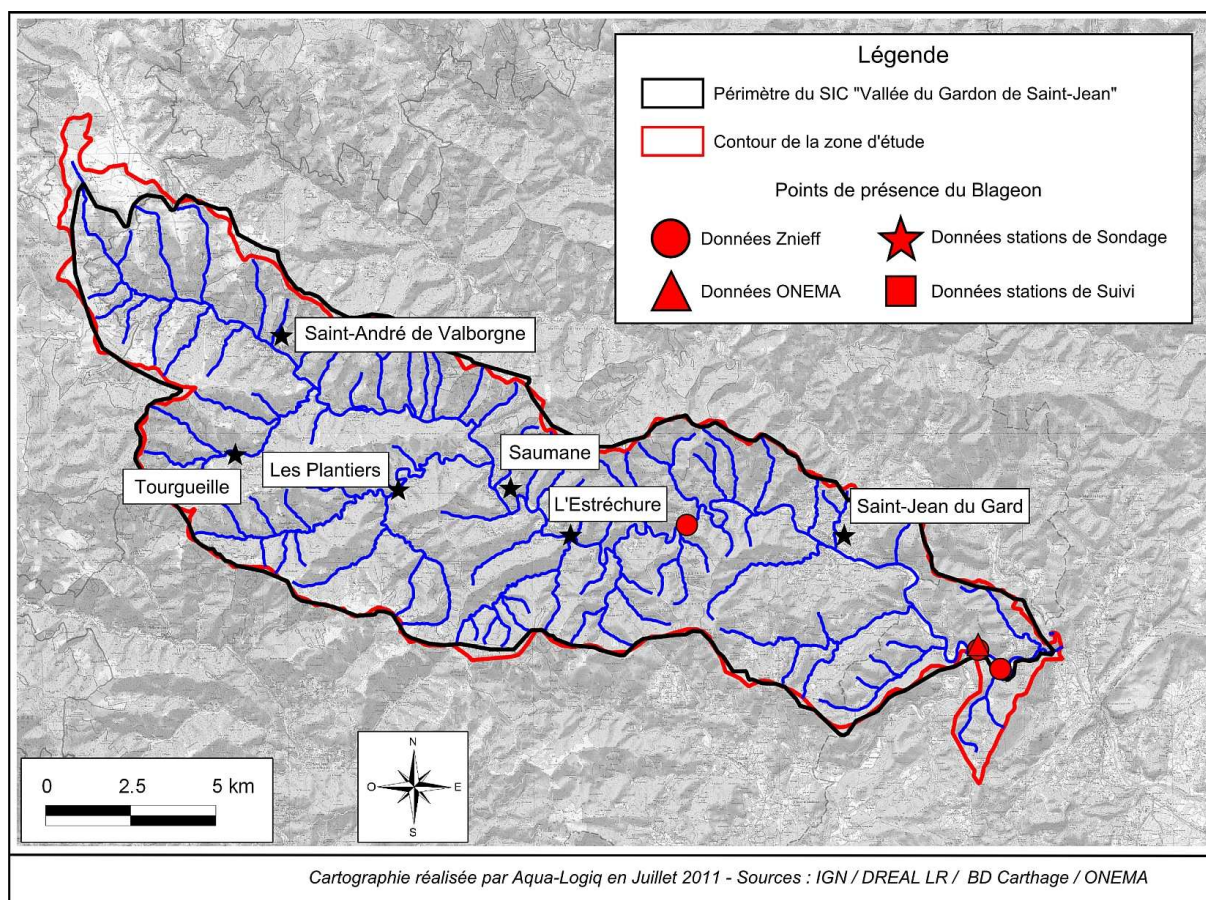 Légende
Périmètre du SIC "Vallée du Gardon de Saint-Jean"
Contour de la zone d'étude
Points de présence du Blageon
Données Znieff
Données stations de Sondage
Données ONEMA
Données stations de Suivi
Saint-André de Valborgne
Saumane
Les Plantiers
Tourgueille
L'Estréchure
Saint-Jean du Gard
0 2.5 5 km
N
O E
S
Cartographie réalisée par Aqua-Logiq en Juillet 2011 - Sources : IGN / DREAL LR / BD Carthage / ONEMA